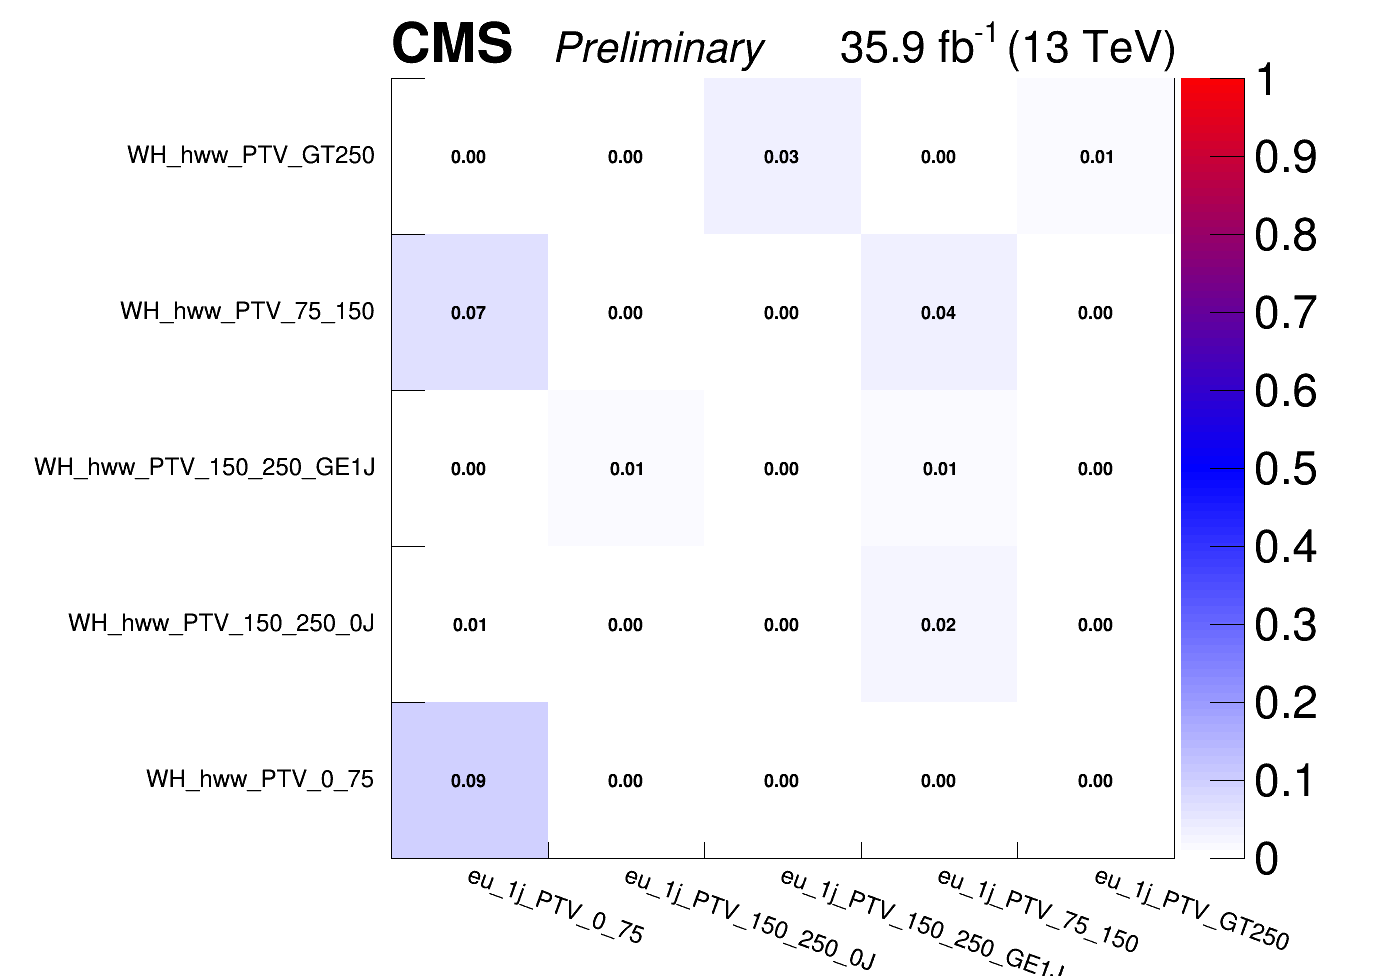 CMS Preliminary 35.9 fb-1 (13 TeV)
WH_hww_PTV_GT250 0.00 0.00 0.03 0.00 0.01
WH_hww_PTV_75_150 0.07 0.00 0.00 0.04 0.00
WH_hww_PTV_150_250_GE1J 0.00 0.01 0.00 0.01 0.00
WH_hww_PTV_150_250_0J 0.01 0.00 0.00 0.02 0.00
WH_hww_PTV_0_75 0.09 0.00 0.00 0.00 0.00
eu_1j_PTV_0_75
eu_1j_PTV_150_250_0J
eu_1j_PTV_150_250_GE1J
eu_1j_PTV_75_150
eu_1j_PTV_GT250
1
0.9
0.8
0.7
0.6
0.5
0.4
0.3
0.2
0.1
0